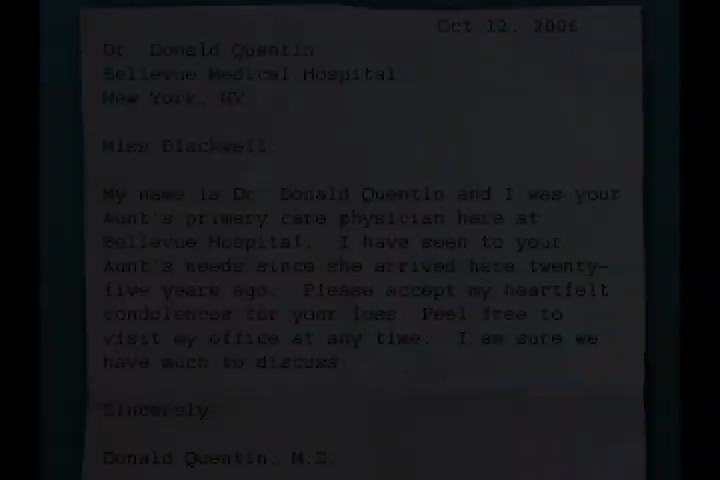 Oct 12, 2006
Dr. Donald Quentin
Bellevue Medical Hospital
New York, NY
Miss Blackwell:
My name is Dr. Donald Quentin and I was your
Aunt's primary care physician here at
Bellevue Hospital. I have seen to your
Aunt's needs since she arrived here twenty-
five years ago. Please accept my heartfelt
condolences for your loss. Feel free to
visit my office at any time. I am sure we
have much to discuss.
Sincerely
Donald Quentin, M.D.